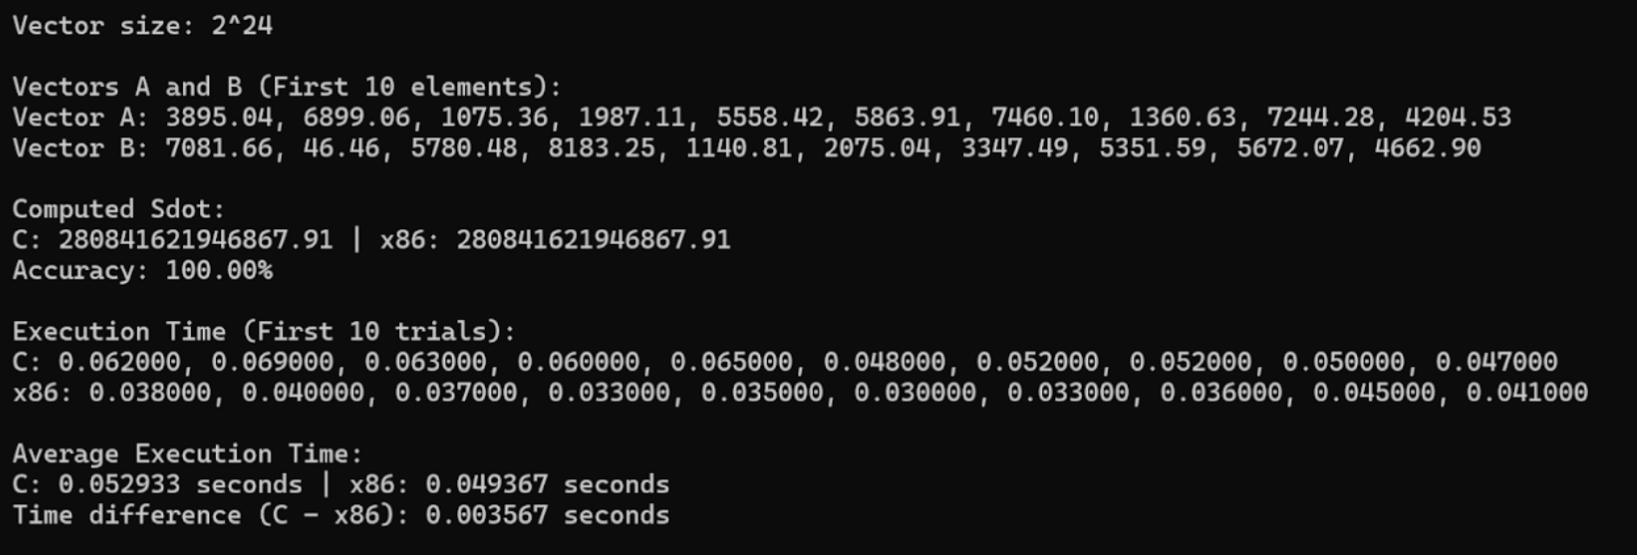 Vector size: 2^24
Vectors A and B (First 10 elements):
Vector A: 3895.04, 6899.06, 1075.36, 1987.11, 5558.42, 5863.91, 7460.10, 1360.63, 7244.28, 4204.53
Vector B: 7081.66, 46.46, 5780.48, 8183.25, 1140.81, 2075.04, 3347.49, 5351.59, 5672.07, 4662.90
Computed Sdot:
C: 280841621946867.91 | x86: 280841621946867.91
Accuracy: 100.00%
Execution Time (First 10 trials):
C: 0.062000, 0.069000, 0.063000, 0.060000, 0.065000, 0.048000, 0.052000, 0.052000, 0.050000, 0.047000
x86: 0.038000, 0.040000, 0.037000, 0.033000, 0.035000, 0.030000, 0.033000, 0.036000, 0.045000, 0.041000
Average Execution Time:
C: 0.052933 seconds | x86: 0.049367 seconds
Time difference (C - x86): 0.003567 seconds